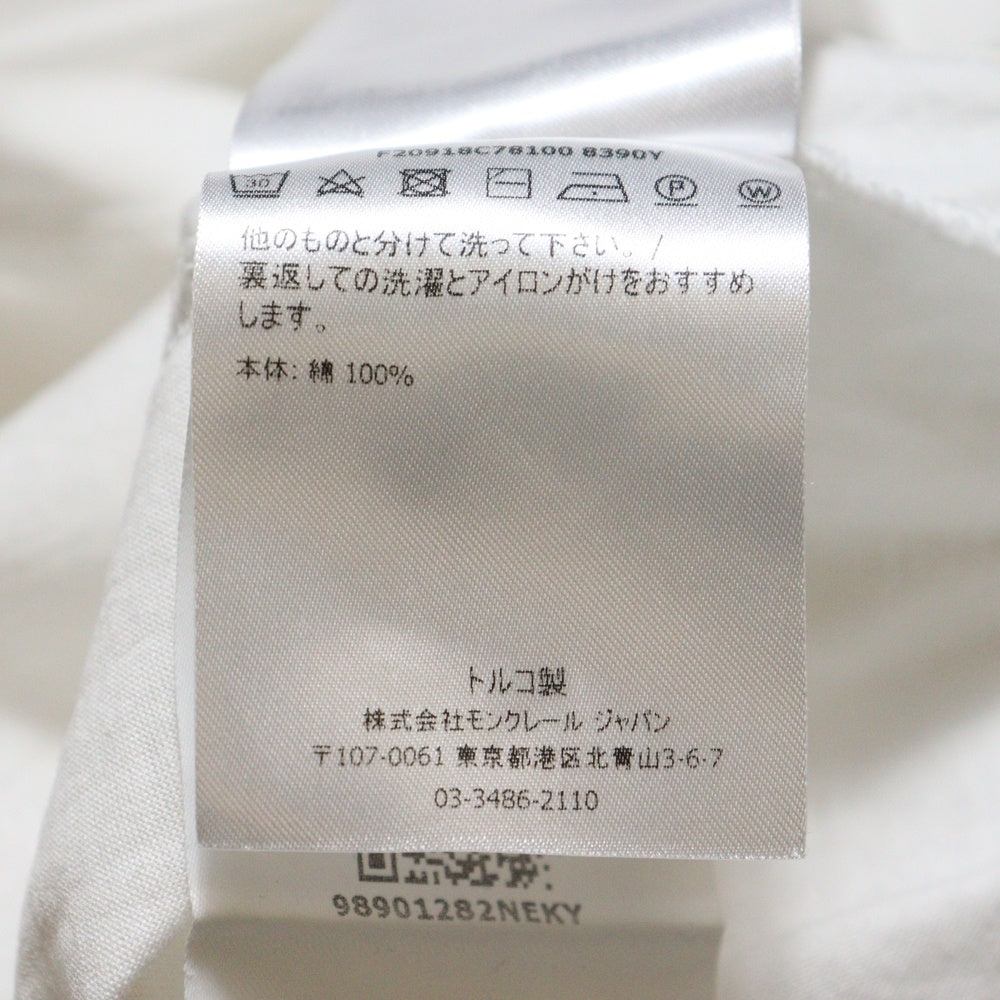 F20918C78100 8390Y
30
P
W
他のものと分けて洗って下さい。/
裏返しての洗濯とアイロンがけをおすすめ
します。
本体: 綿 100%
トルコ製
株式会社モンクレール ジャパン
〒107-0061 東京都港区北青山3-6-7
03-3486-2110
98901282NEKY